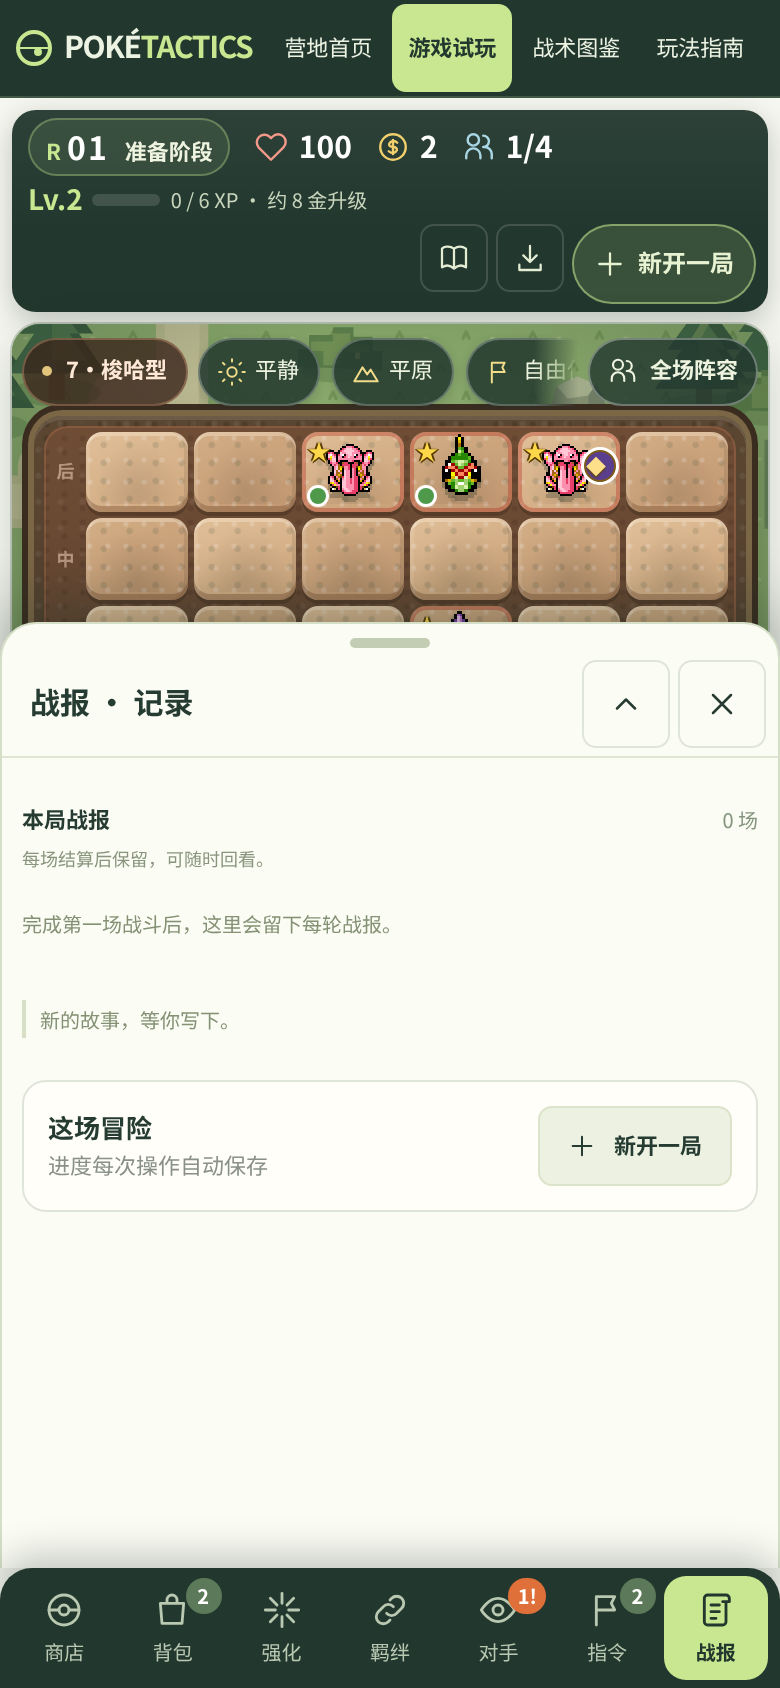 POKÉTACTICS 营地首页 游戏试玩 战术图鉴 玩法指南
R 01 准备阶段 100 2 1/4
Lv.2 0 / 6 XP · 约 8 金升级
新开一局
7·梭哈型 平静 平原 自由 全场阵容
后
中
战报 · 记录
本局战报 0 场
每场结算后保留，可随时回看。
完成第一场战斗后，这里会留下每轮战报。
新的故事，等你写下。
这场冒险
进度每次操作自动保存
新开一局
2 1! 2
商店 背包 强化 羁绊 对手 指令 战报